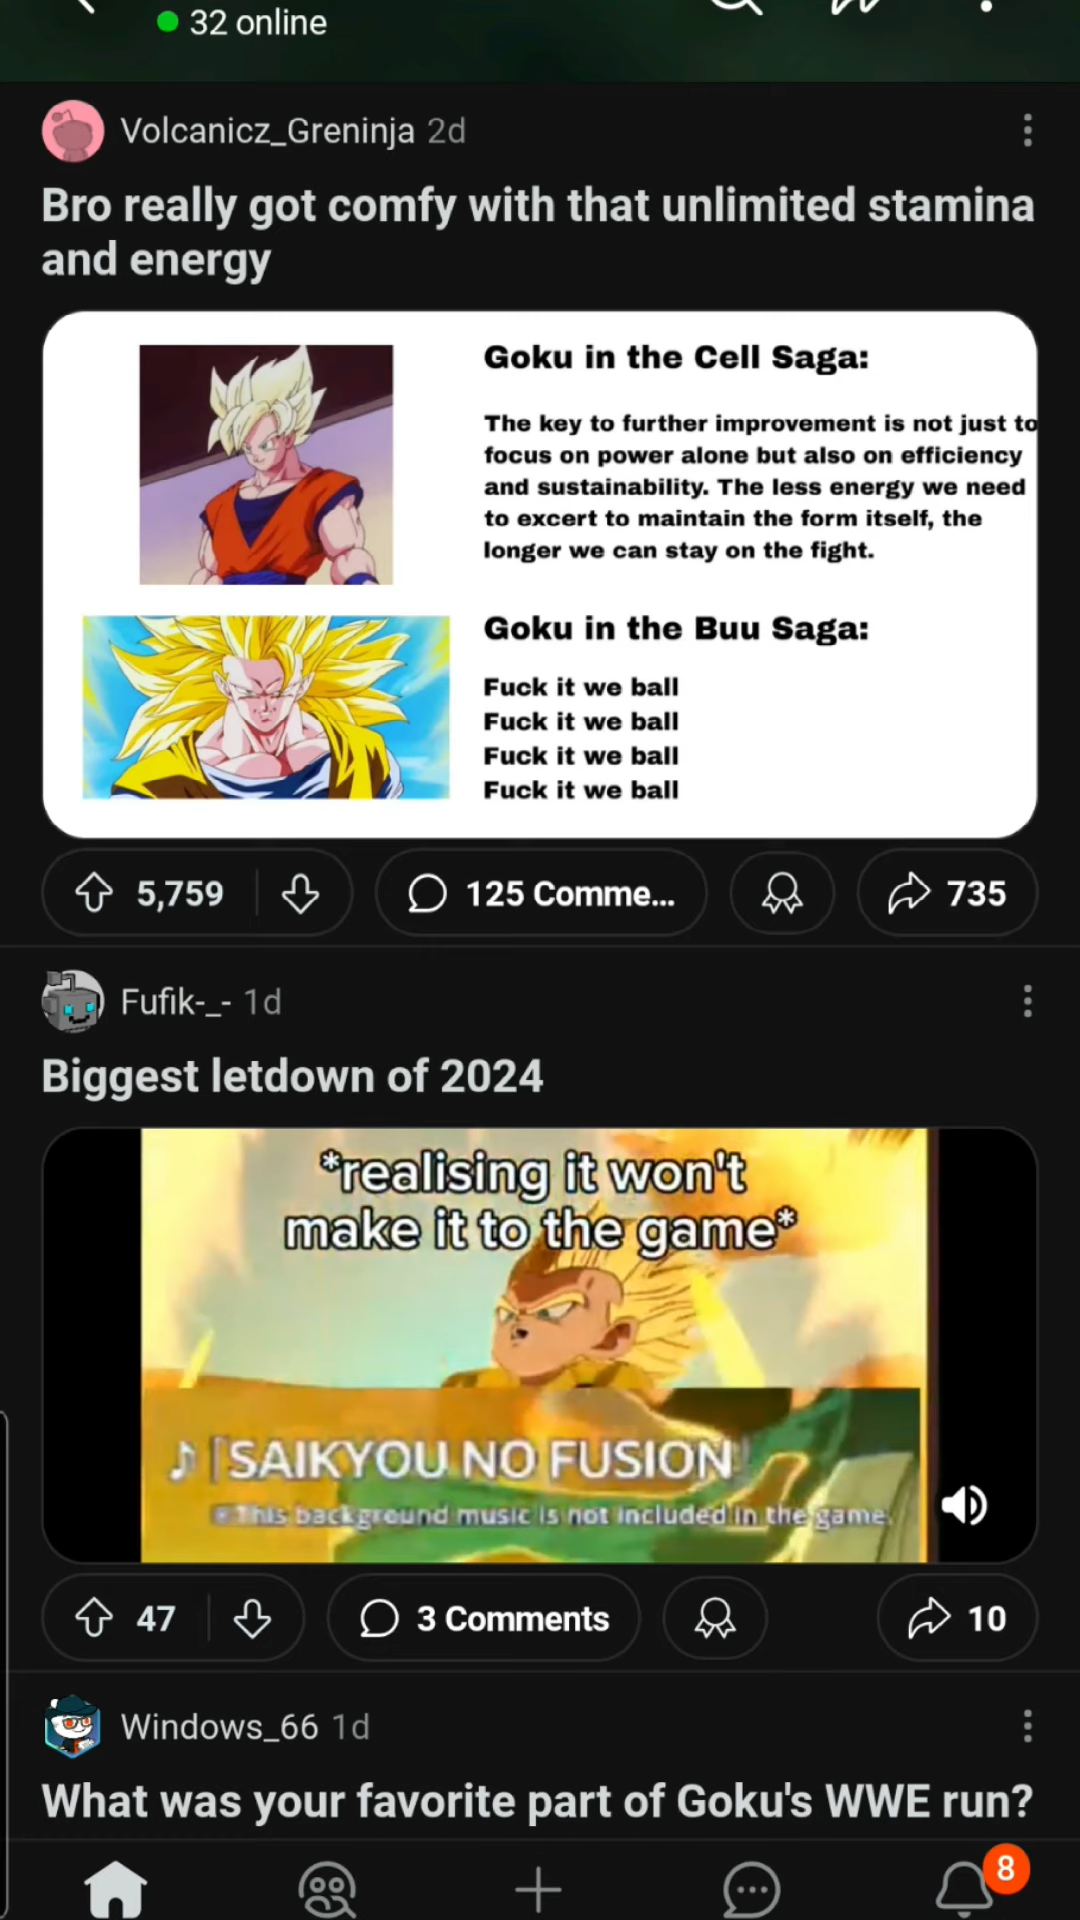 32 online
Volcanicz_Greninja 2d
Bro really got comfy with that unlimited stamina
and energy
Goku in the Cell Saga:
The key to further improvement is not just to
focus on power alone but also on efficiency
and sustainability. The less energy we need
to excert to maintain the form itself, the
longer we can stay on the fight.
Goku in the Buu Saga:
Fuck it we ball
Fuck it we ball
Fuck it we ball
Fuck it we ball
5,759
125 Comme...
735
Fufik-_- 1d
Biggest letdown of 2024
*realising it won't
make it to the game*
♪「SAIKYOU NO FUSION」
※This background music is not included in the game.
47
3 Comments
10
Windows_66 1d
What was your favorite part of Goku's WWE run?
8